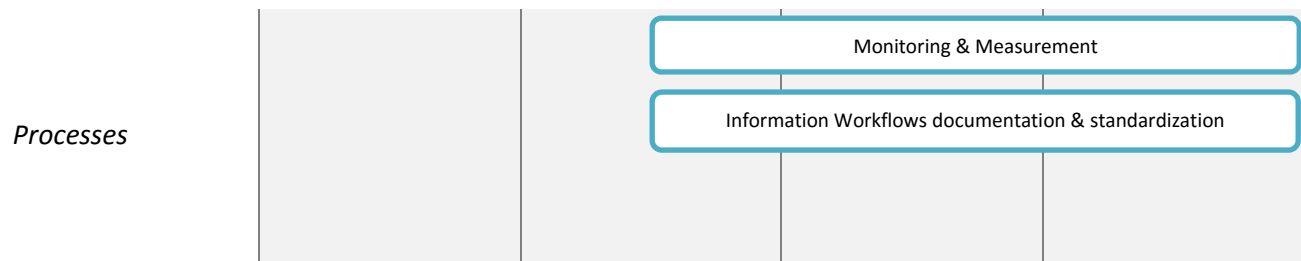 Monitoring & Measurement
Processes
Information Workflows documentation & standardization